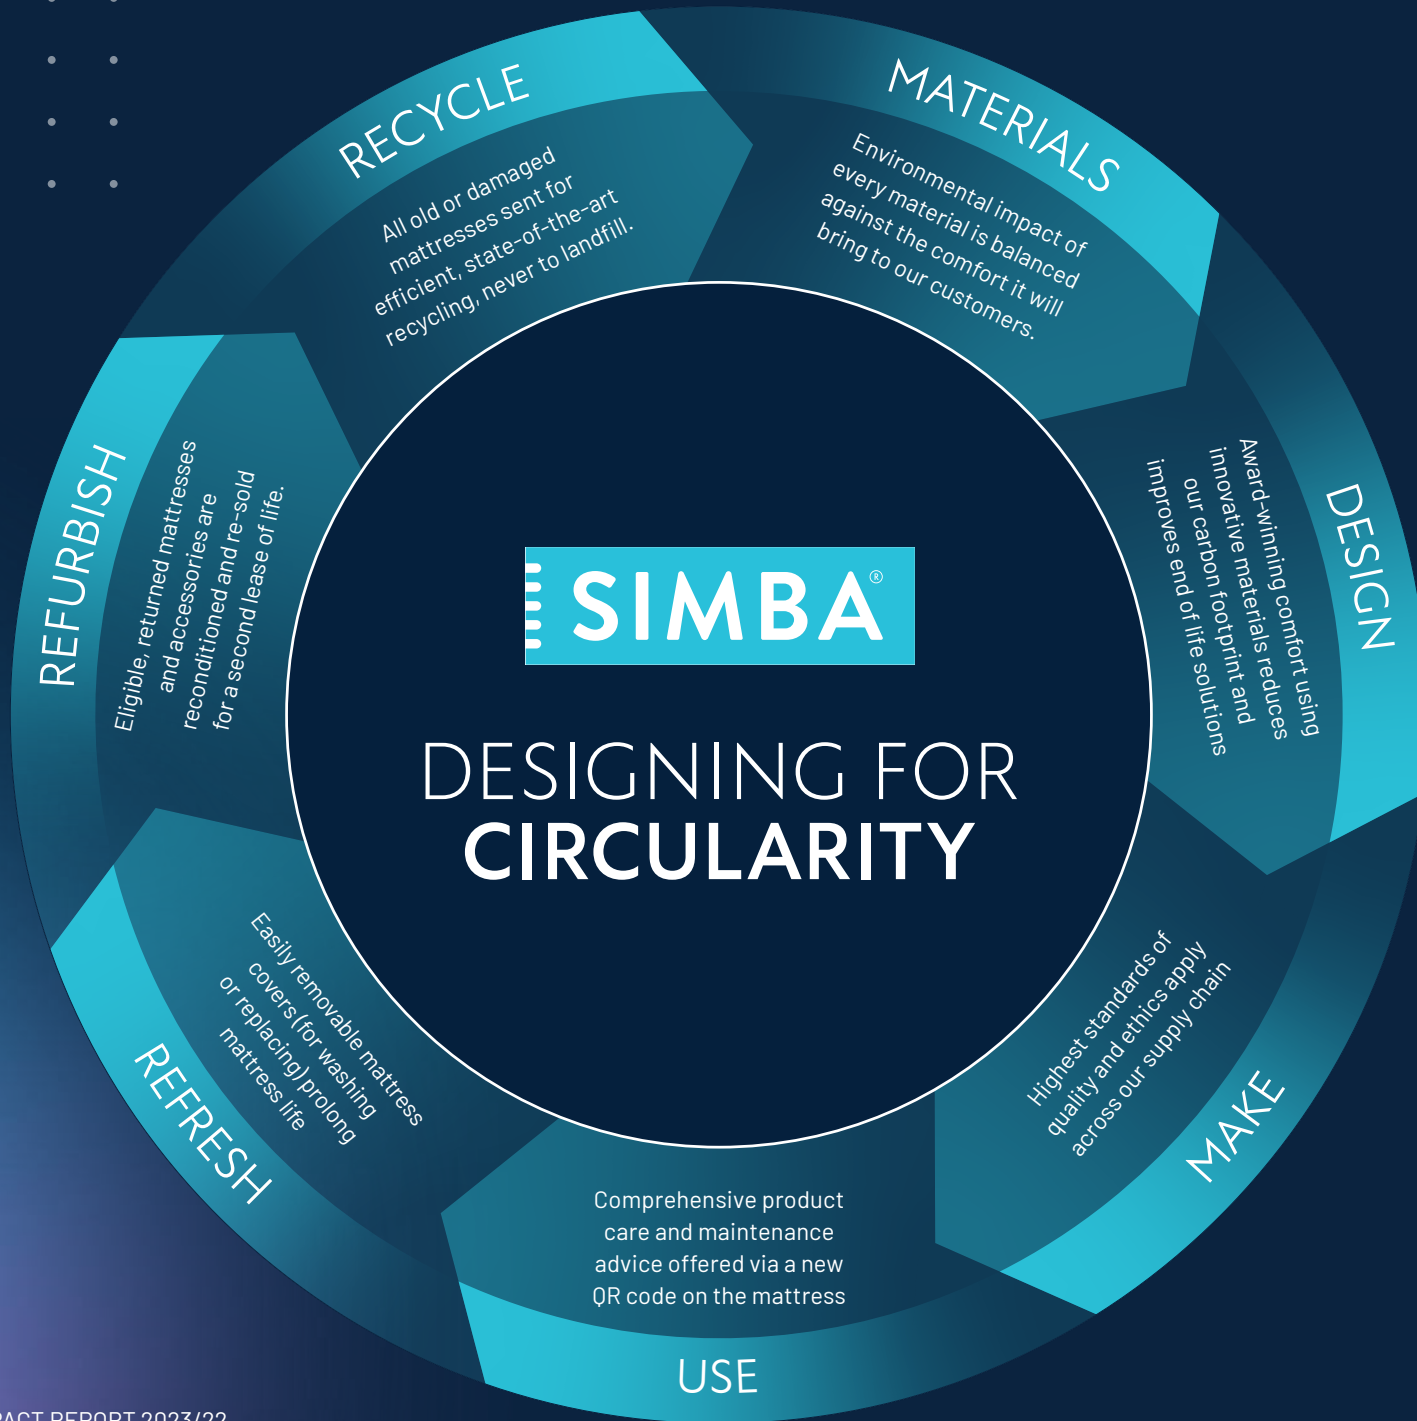 SIMBA®
DESIGNING FOR
CIRCULARITY
MATERIALS
Environmental impact of
every material is balanced
against the comfort it will
bring to our customers.
DESIGN
Award-winning comfort using
innovative materials reduces
our carbon footprint and
improves end of life solutions
MAKE
Highest standards of
quality and ethics apply
across our supply chain
USE
Comprehensive product
care and maintenance
advice offered via a new
QR code on the mattress
REFRESH
Easily removable mattress
covers (for washing
or replacing) prolong
mattress life
REFURBISH
Eligible, returned mattresses
and accessories are
reconditioned and re-sold
for a second lease of life.
RECYCLE
All old or damaged
mattresses sent for
efficient, state-of-the-art
recycling, never to landfill.
REPORT 2023/22